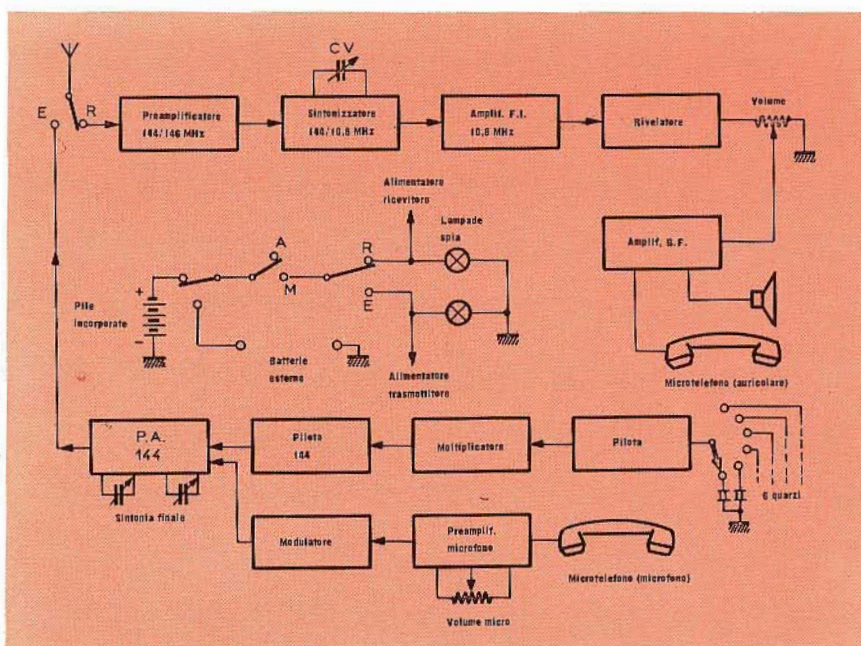 CV
E
R
Preamplificatore
144/146 MHz
Sintonizzatore
144/10,8 MHz
Amplif. F.I.
10,8 MHz
Rivelatore
Volume
Alimentatore
ricevitore
Lampade
spia
A
M
R
E
Amplif. B.F.
+
-
Pile
incorporate
Batterie
esterne
Alimentatore
trasmettitore
Microtelefono (auricolare)
P.A.
144
Pilota
144
Moltiplicatore
Pilota
6 quarzi
Sintonia finale
Modulatore
Preamplif.
microfono
Microtelefono (microfono)
Volume micro